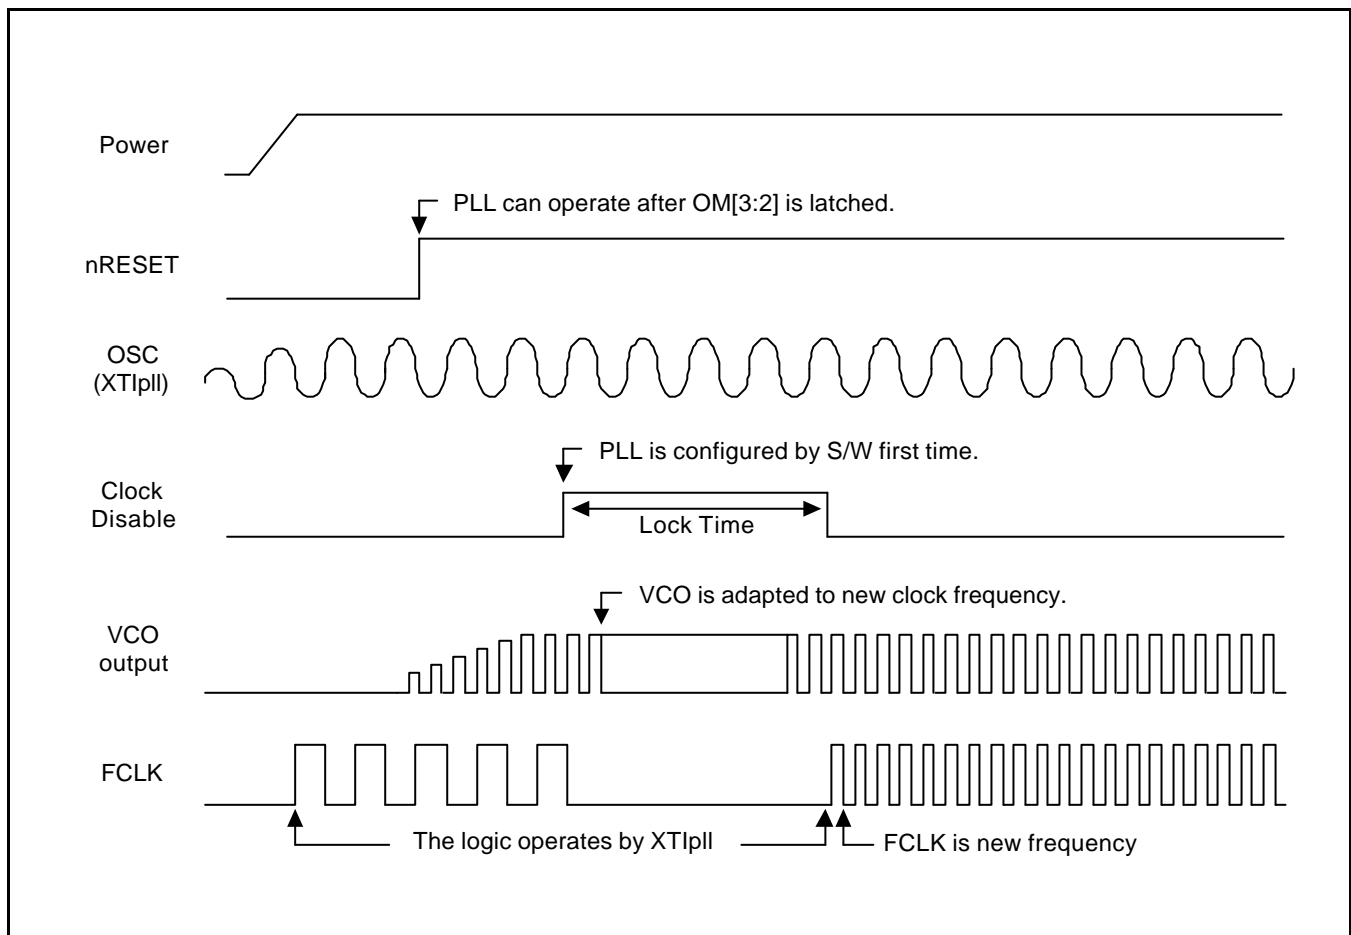 Power
PLL can operate after OM[3:2] is latched.
nRESET
OSC
(XTIpll)
PLL is configured by S/W first time.
Clock
Disable
Lock Time
VCO is adapted to new clock frequency.
VCO
output
FCLK
The logic operates by XTIpll
FCLK is new frequency